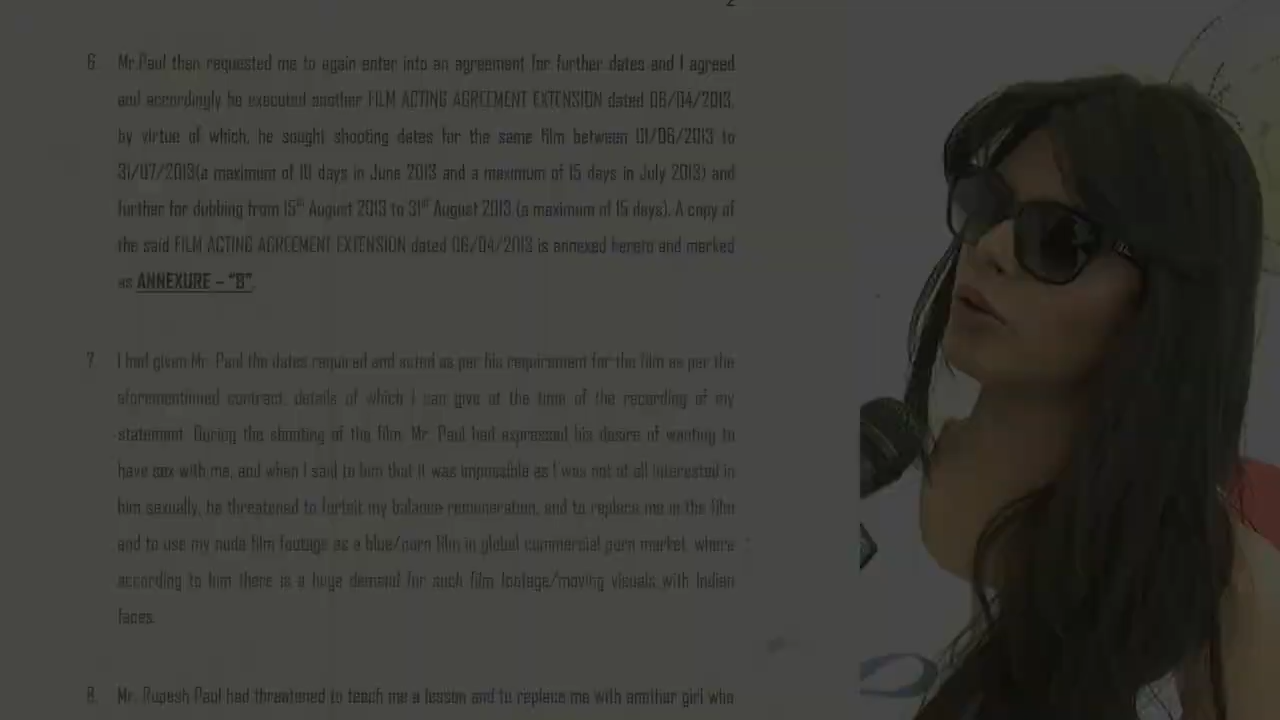 2
6. Mr.Paul then requested me to again enter into an agreement for further dates and I agreed
and accordingly he executed another FILM ACTING AGREEMENT EXTENSION dated 06/04/2013,
by virtue of which, he sought shooting dates for the same film between 01/06/2013 to
31/07/2013(a maximum of 10 days in June 2013 and a maximum of 15 days in July 2013) and
further for dubbing from 15th August 2013 to 31st August 2013 (a maximum of 15 days). A copy of
the said FILM ACTING AGREEMENT EXTENSION dated 06/04/2013 is annexed hereto and marked
as ANNEXURE – “B”.
7. I had given Mr. Paul the dates required and acted as per his requirement for the film as per the
aforementioned contract, details of which I can give at the time of the recording of my
statement. During the shooting of the film, Mr. Paul had expressed his desire of wanting to
have sex with me, and when I said to him that it was impossible as I was not at all interested in
him sexually, he threatened to forfeit my balance remuneration, and to replace me in the film
and to use my nude film footage as a blue/porn film in global commercial porn market, where
according to him there is a huge demand for such film footage/moving visuals with Indian
faces.
8. Mr. Rupesh Paul had threatened to teach me a lesson and to replace me with another girl who